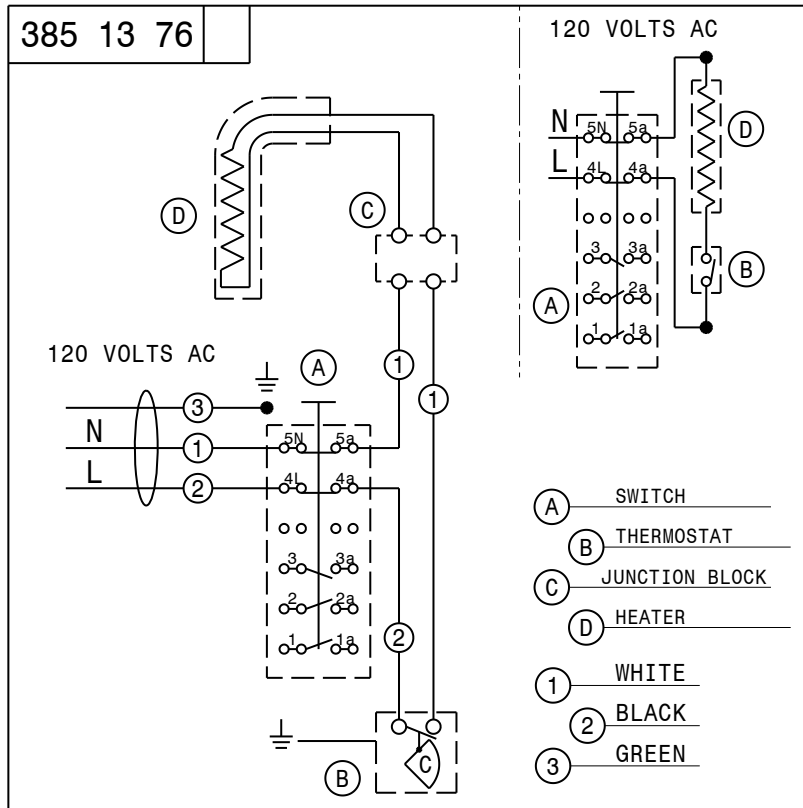 385 13 76
120 VOLTS AC
N
5N 5a
L
4L 4a
D
D
C
3 3a
B
2 2a
A
1 1a
120 VOLTS AC
A
1
1
3
N
1
5N 5a
L
2
4L 4a
3 3a
2 2a
2
1 1a
C
B
A SWITCH
B THERMOSTAT
C JUNCTION BLOCK
D HEATER
1 WHITE
2 BLACK
3 GREEN